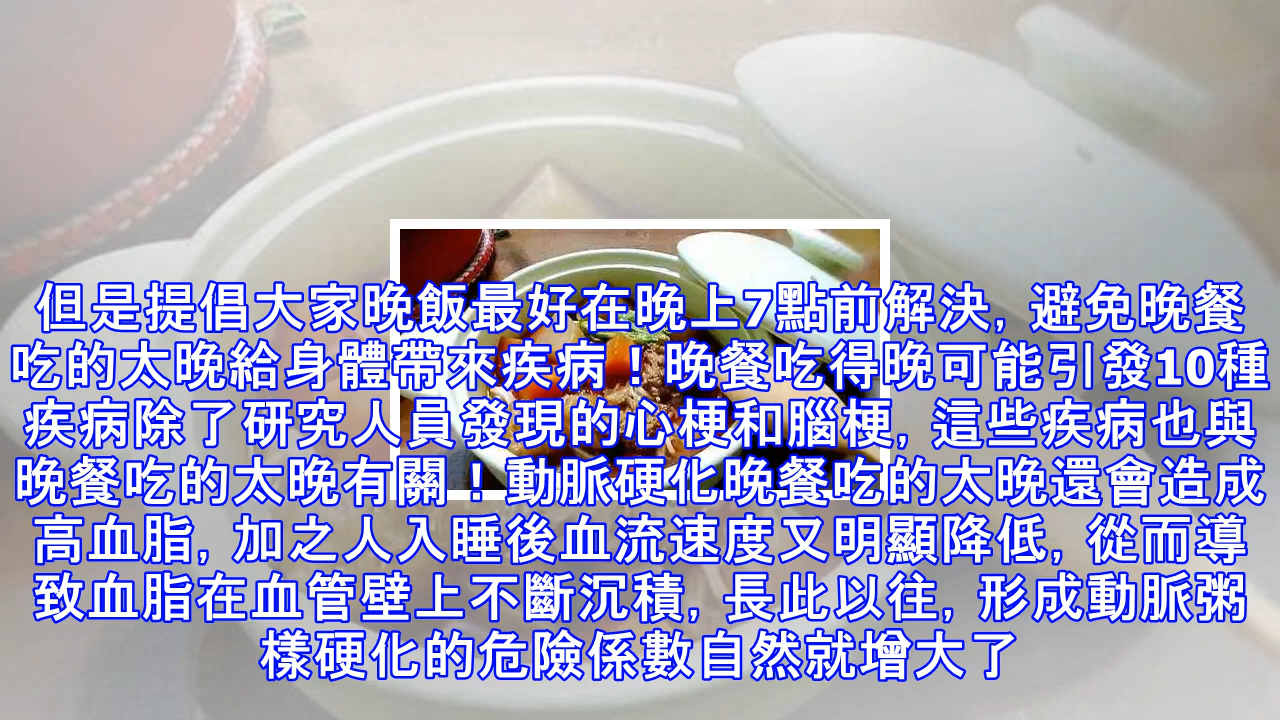 但是提倡大家晚飯最好在晚上7點前解決, 避免晚餐
吃的太晚給身體帶來疾病！晚餐吃得晚可能引發10種
疾病除了研究人員發現的心梗和腦梗, 這些疾病也與
晚餐吃的太晚有關！動脈硬化晚餐吃的太晚還會造成
高血脂, 加之人入睡後血流速度又明顯降低, 從而導
致血脂在血管壁上不斷沉積, 長此以往, 形成動脈粥
樣硬化的危險係數自然就增大了